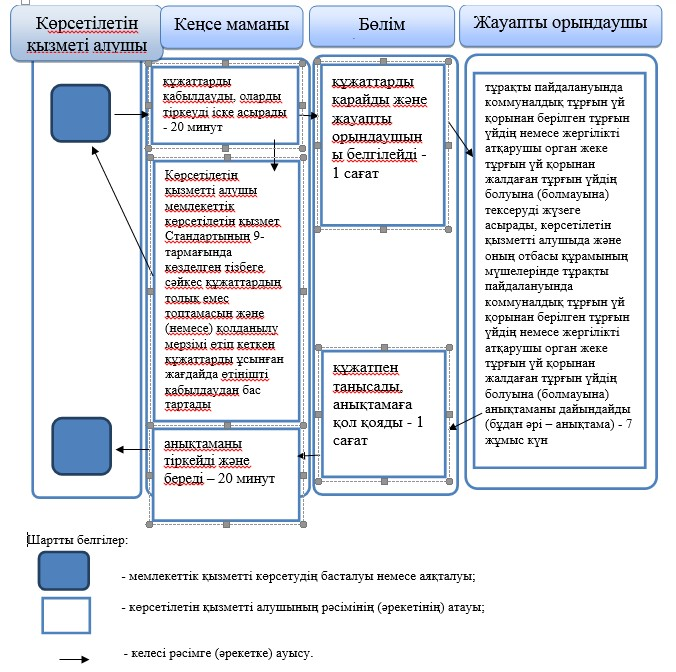 Көрсетілетін
қызметі алушы
Кеңсе маманы
Бөлім
Жауапты орындаушы
құжаттарды
қабылдауды, оларды
тіркеуді іске асырады
- 20 минут
құжаттарды
қарайды және
жауапты
орындаушын
ы белгілейді -
1 сағат
тұрақты пайдалануында
коммуналдық тұрғын үй
қорынан берілген тұрғын
үйдің немесе жергілікті
атқарушы орган жеке
тұрғын үй қорынан
жалдаған тұрғын үйдің
болуына (болмауына)
тексеруді жүзеге
асырады, көрсетілетін
қызметті алушыда және
оның отбасы құрамының
мүшелерінде тұрақты
пайдалануында
коммуналдық тұрғын үй
қорынан берілген тұрғын
үйдің немесе жергілікті
атқарушы орган жеке
тұрғын үй қорынан
жалдаған тұрғын үйдің
болуына (болмауына)
анықтаманы дайындайды
(бұдан әрі – анықтама) - 7
жұмыс күн
Көрсетілетін
қызметті алушы
мемлекеттік
көрсетілетін қызмет
Стандартының 9-
тармағында
көзделген тізбеге
сәйкес құжаттардың
толық емес
топтамасын және
(немесе) қолданылу
мерзімі өтіп кеткен
құжаттарды ұсынған
жағдайда өтінішті
қабылдаудан бас
тартады
құжатпен
танысады,
анықтамаға
қол қояды - 1
сағат
анықтаманы
тіркейді және
береді – 20 минут
Шартты белгілер:
- мемлекеттік қызметті көрсетудің басталуы немесе аяқталуы;
- көрсетілетін қызметті алушының рәсімінің (әрекетінің) атауы;
- келесі рәсімге (әрекетке) ауысу.